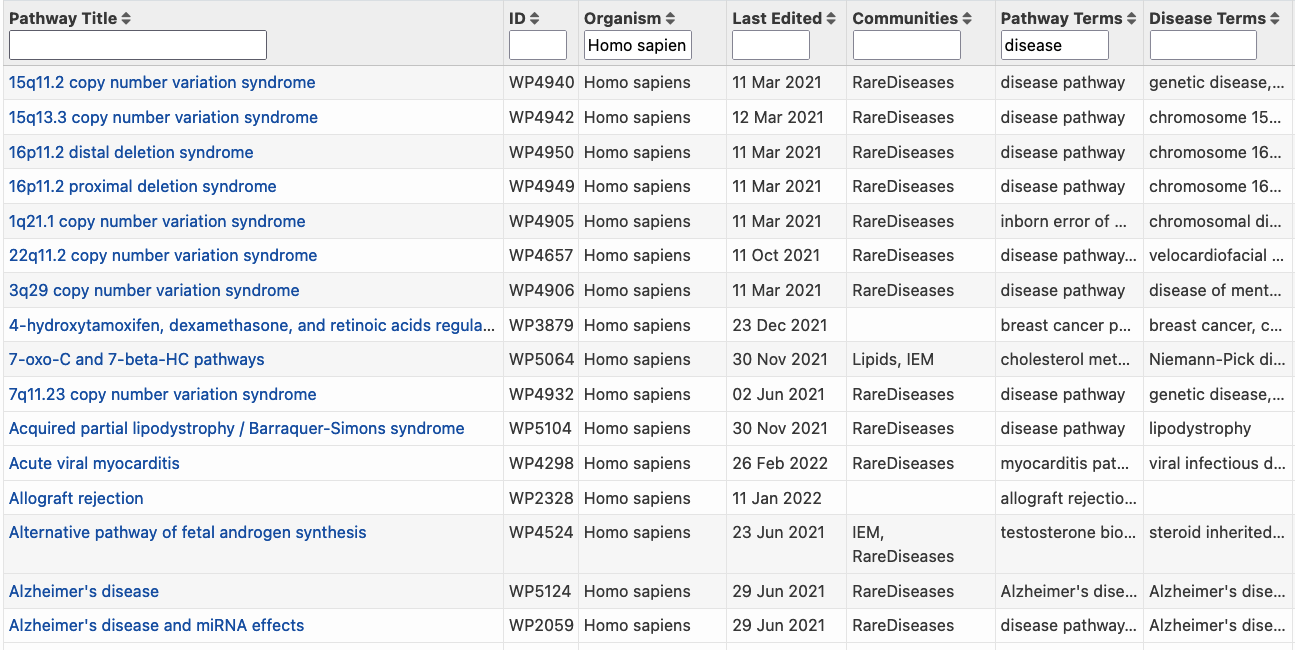 Pathway Title ID Organism Last Edited Communities Pathway Terms Disease Terms
Homo sapien disease
15q11.2 copy number variation syndrome WP4940 Homo sapiens 11 Mar 2021 RareDiseases disease pathway genetic disease,...
15q13.3 copy number variation syndrome WP4942 Homo sapiens 12 Mar 2021 RareDiseases disease pathway chromosome 15...
16p11.2 distal deletion syndrome WP4950 Homo sapiens 11 Mar 2021 RareDiseases disease pathway chromosome 16...
16p11.2 proximal deletion syndrome WP4949 Homo sapiens 11 Mar 2021 RareDiseases disease pathway chromosome 16...
1q21.1 copy number variation syndrome WP4905 Homo sapiens 11 Mar 2021 RareDiseases inborn error of ... chromosomal di...
22q11.2 copy number variation syndrome WP4657 Homo sapiens 11 Oct 2021 RareDiseases disease pathway... velocardiofacial ...
3q29 copy number variation syndrome WP4906 Homo sapiens 11 Mar 2021 RareDiseases disease pathway disease of ment...
4-hydroxytamoxifen, dexamethasone, and retinoic acids regula... WP3879 Homo sapiens 23 Dec 2021 breast cancer p... breast cancer, c...
7-oxo-C and 7-beta-HC pathways WP5064 Homo sapiens 30 Nov 2021 Lipids, IEM cholesterol met... Niemann-Pick di...
7q11.23 copy number variation syndrome WP4932 Homo sapiens 02 Jun 2021 RareDiseases disease pathway genetic disease,...
Acquired partial lipodystrophy / Barraquer-Simons syndrome WP5104 Homo sapiens 30 Nov 2021 RareDiseases disease pathway lipodystrophy
Acute viral myocarditis WP4298 Homo sapiens 26 Feb 2022 RareDiseases myocarditis pat... viral infectious d...
Allograft rejection WP2328 Homo sapiens 11 Jan 2022 allograft rejectio...
Alternative pathway of fetal androgen synthesis WP4524 Homo sapiens 23 Jun 2021 IEM, testosterone bio... steroid inherited...
RareDiseases
Alzheimer's disease WP5124 Homo sapiens 29 Jun 2021 RareDiseases Alzheimer's dise... Alzheimer's dise...
Alzheimer's disease and miRNA effects WP2059 Homo sapiens 29 Jun 2021 RareDiseases disease pathway... Alzheimer's dise...